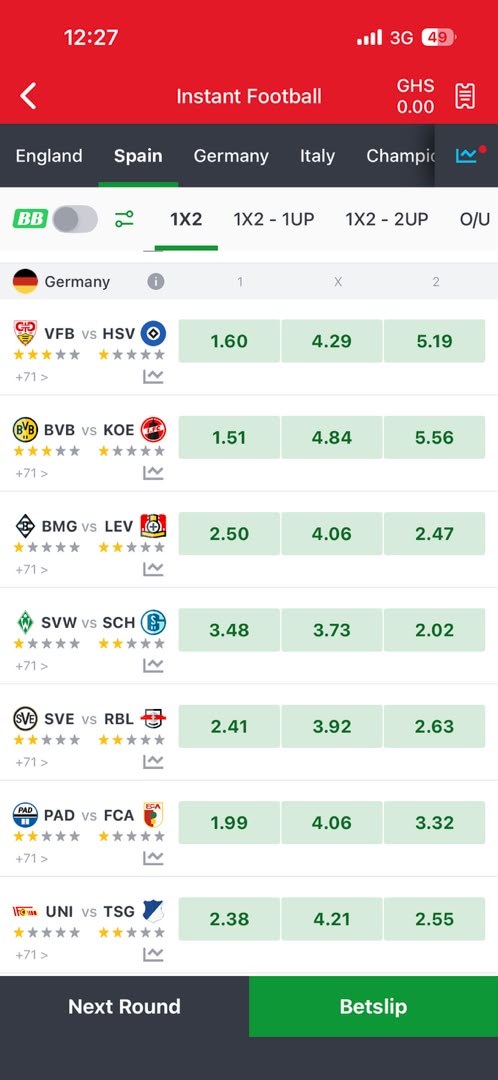 12:27 3G 49
Instant Football GHS 0.00
England Spain Germany Italy Champic
BB 1X2 1X2 - 1UP 1X2 - 2UP O/U
Germany i 1 X 2
VFB vs HSV 1.60 4.29 5.19
+71 >
BVB vs KOE 1.51 4.84 5.56
+71 >
BMG vs LEV 2.50 4.06 2.47
+71 >
SVW vs SCH 3.48 3.73 2.02
+71 >
SVE vs RBL 2.41 3.92 2.63
+71 >
PAD vs FCA 1.99 4.06 3.32
+71 >
UNI vs TSG 2.38 4.21 2.55
+71 >
Next Round Betslip